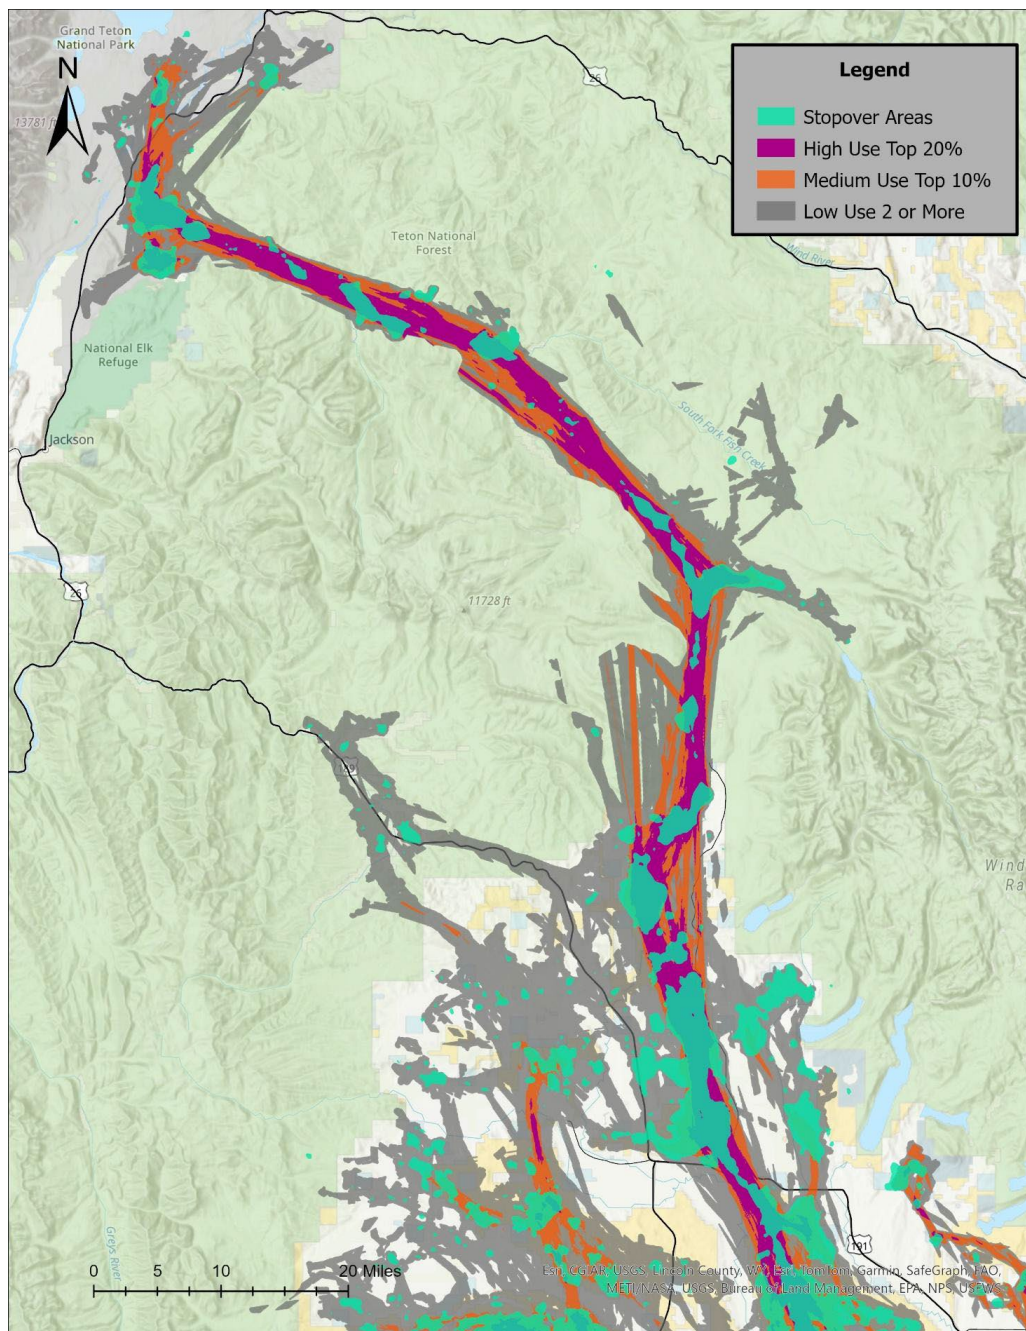 Grand Teton
National Park
N
13781 ft
26
Legend
Stopover Areas
High Use Top 20%
Medium Use Top 10%
Low Use 2 or More
Teton National
Forest
Wind River
National Elk
Refuge
Jackson
South Fork Fish Creek
26
11728 ft
189
Wind
Ra
Greys River
191
0 5 10 20 Miles
Esri, CGIAR, USGS, Lincoln County, WY, Esri, TomTom, Garmin, SafeGraph, FAO,
METI/NASA, USGS, Bureau of Land Management, EPA, NPS, USFWS